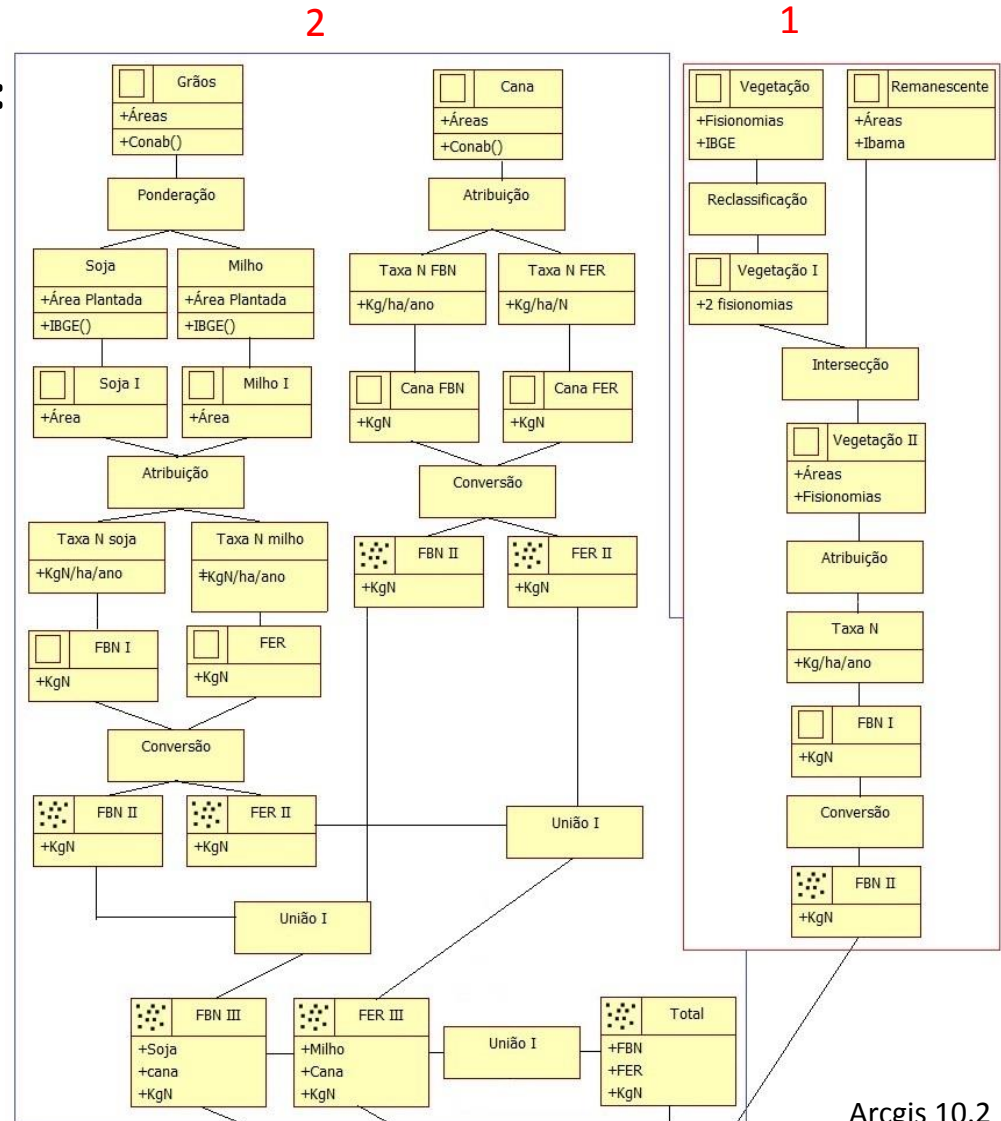 2
1
:
Grãos
+Áreas
+Conab()
Cana
+Áreas
+Conab()
Vegetação
+Fisionomias
+IBGE
Remanescente
+Áreas
+Ibama
Ponderação
Atribuição
Reclassificação
Soja
+Área Plantada
+IBGE()
Milho
+Área Plantada
+IBGE()
Taxa N FBN
+Kg/ha/ano
Taxa N FER
+Kg/ha/N
Vegetação I
+2 fisionomias
Intersecção
Soja I
+Área
Milho I
+Área
Cana FBN
+KgN
Cana FER
+KgN
Vegetação II
+Áreas
+Fisionomias
Atribuição
Conversão
Taxa N soja
+KgN/ha/ano
Taxa N milho
+KgN/ha/ano
FBN II
+KgN
FER II
+KgN
Atribuição
Taxa N
+Kg/ha/ano
FBN I
+KgN
FER
+KgN
FBN I
+KgN
Conversão
Conversão
FBN II
+KgN
FER II
+KgN
União I
FBN II
+KgN
União I
FBN III
+Soja
+cana
+KgN
FER III
+Milho
+Cana
+KgN
União I
Total
+FBN
+FER
+KgN
Arcgis 10.2